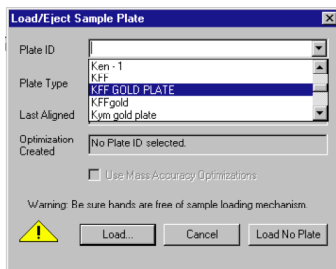 Load/Eject Sample Plate
Plate ID
Ken - 1
KFF
Plate Type
KFF GOLD PLATE
KFFgold
Last Aligned
Kym gold plate
Optimization
Created
No Plate ID selected.
Use Mass Accuracy Optimizations
Warning: Be sure hands are free of sample loading mechanism.
Load... Cancel Load No Plate